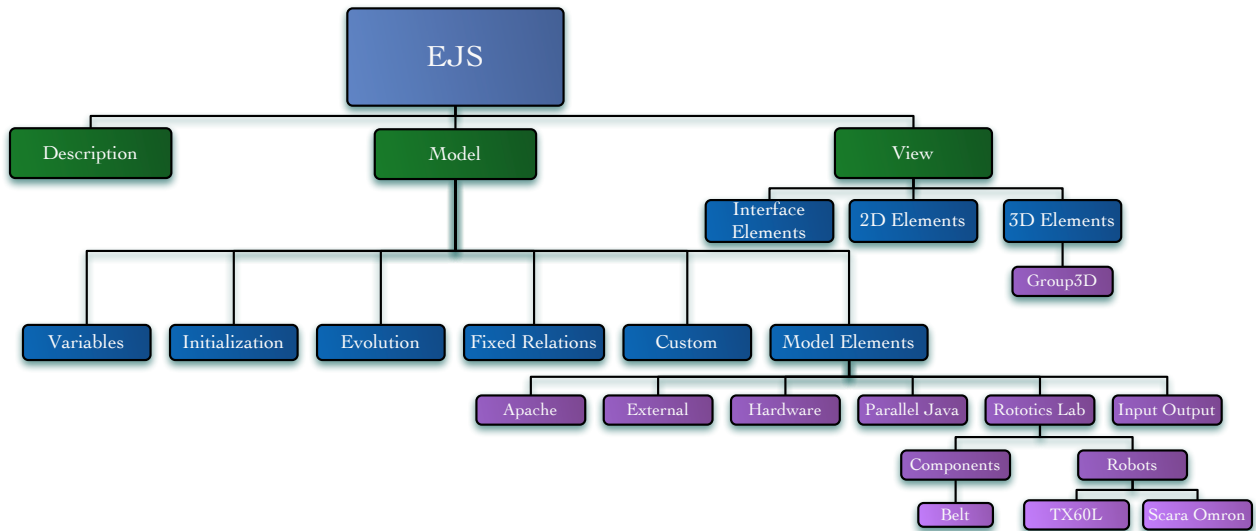 EJS
Description
Model
View
Interface
Elements
2D Elements
3D Elements
Group3D
Variables
Initialization
Evolution
Fixed Relations
Custom
Model Elements
Apache
External
Hardware
Parallel Java
Rototics Lab
Input Output
Components
Robots
Belt
TX60L
Scara Omron